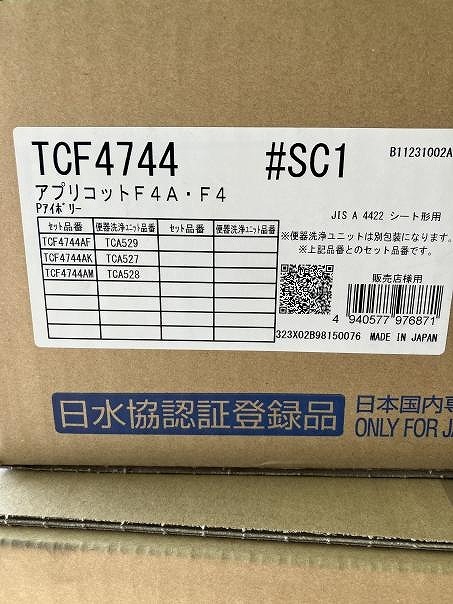 TCF4744 #SC1 B11231002A
アプリコットF4A・F4
Pアイボリー
JIS A 4422 シート形用
セット品番 便器洗浄ユニット品番 セット品番 便器洗浄ユニット品番
TCF4744AF TCA529
TCF4744AK TCA527
TCF4744AM TCA528
※便器洗浄ユニットは別包装になります。
※上記品番とのセット品番です。
販売店様用
4 940577 976871
323X02B98150076 MADE IN JAPAN
日水協認証登録品
日本国内専
ONLY FOR JA